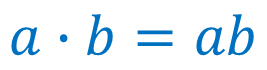 a · b = ab